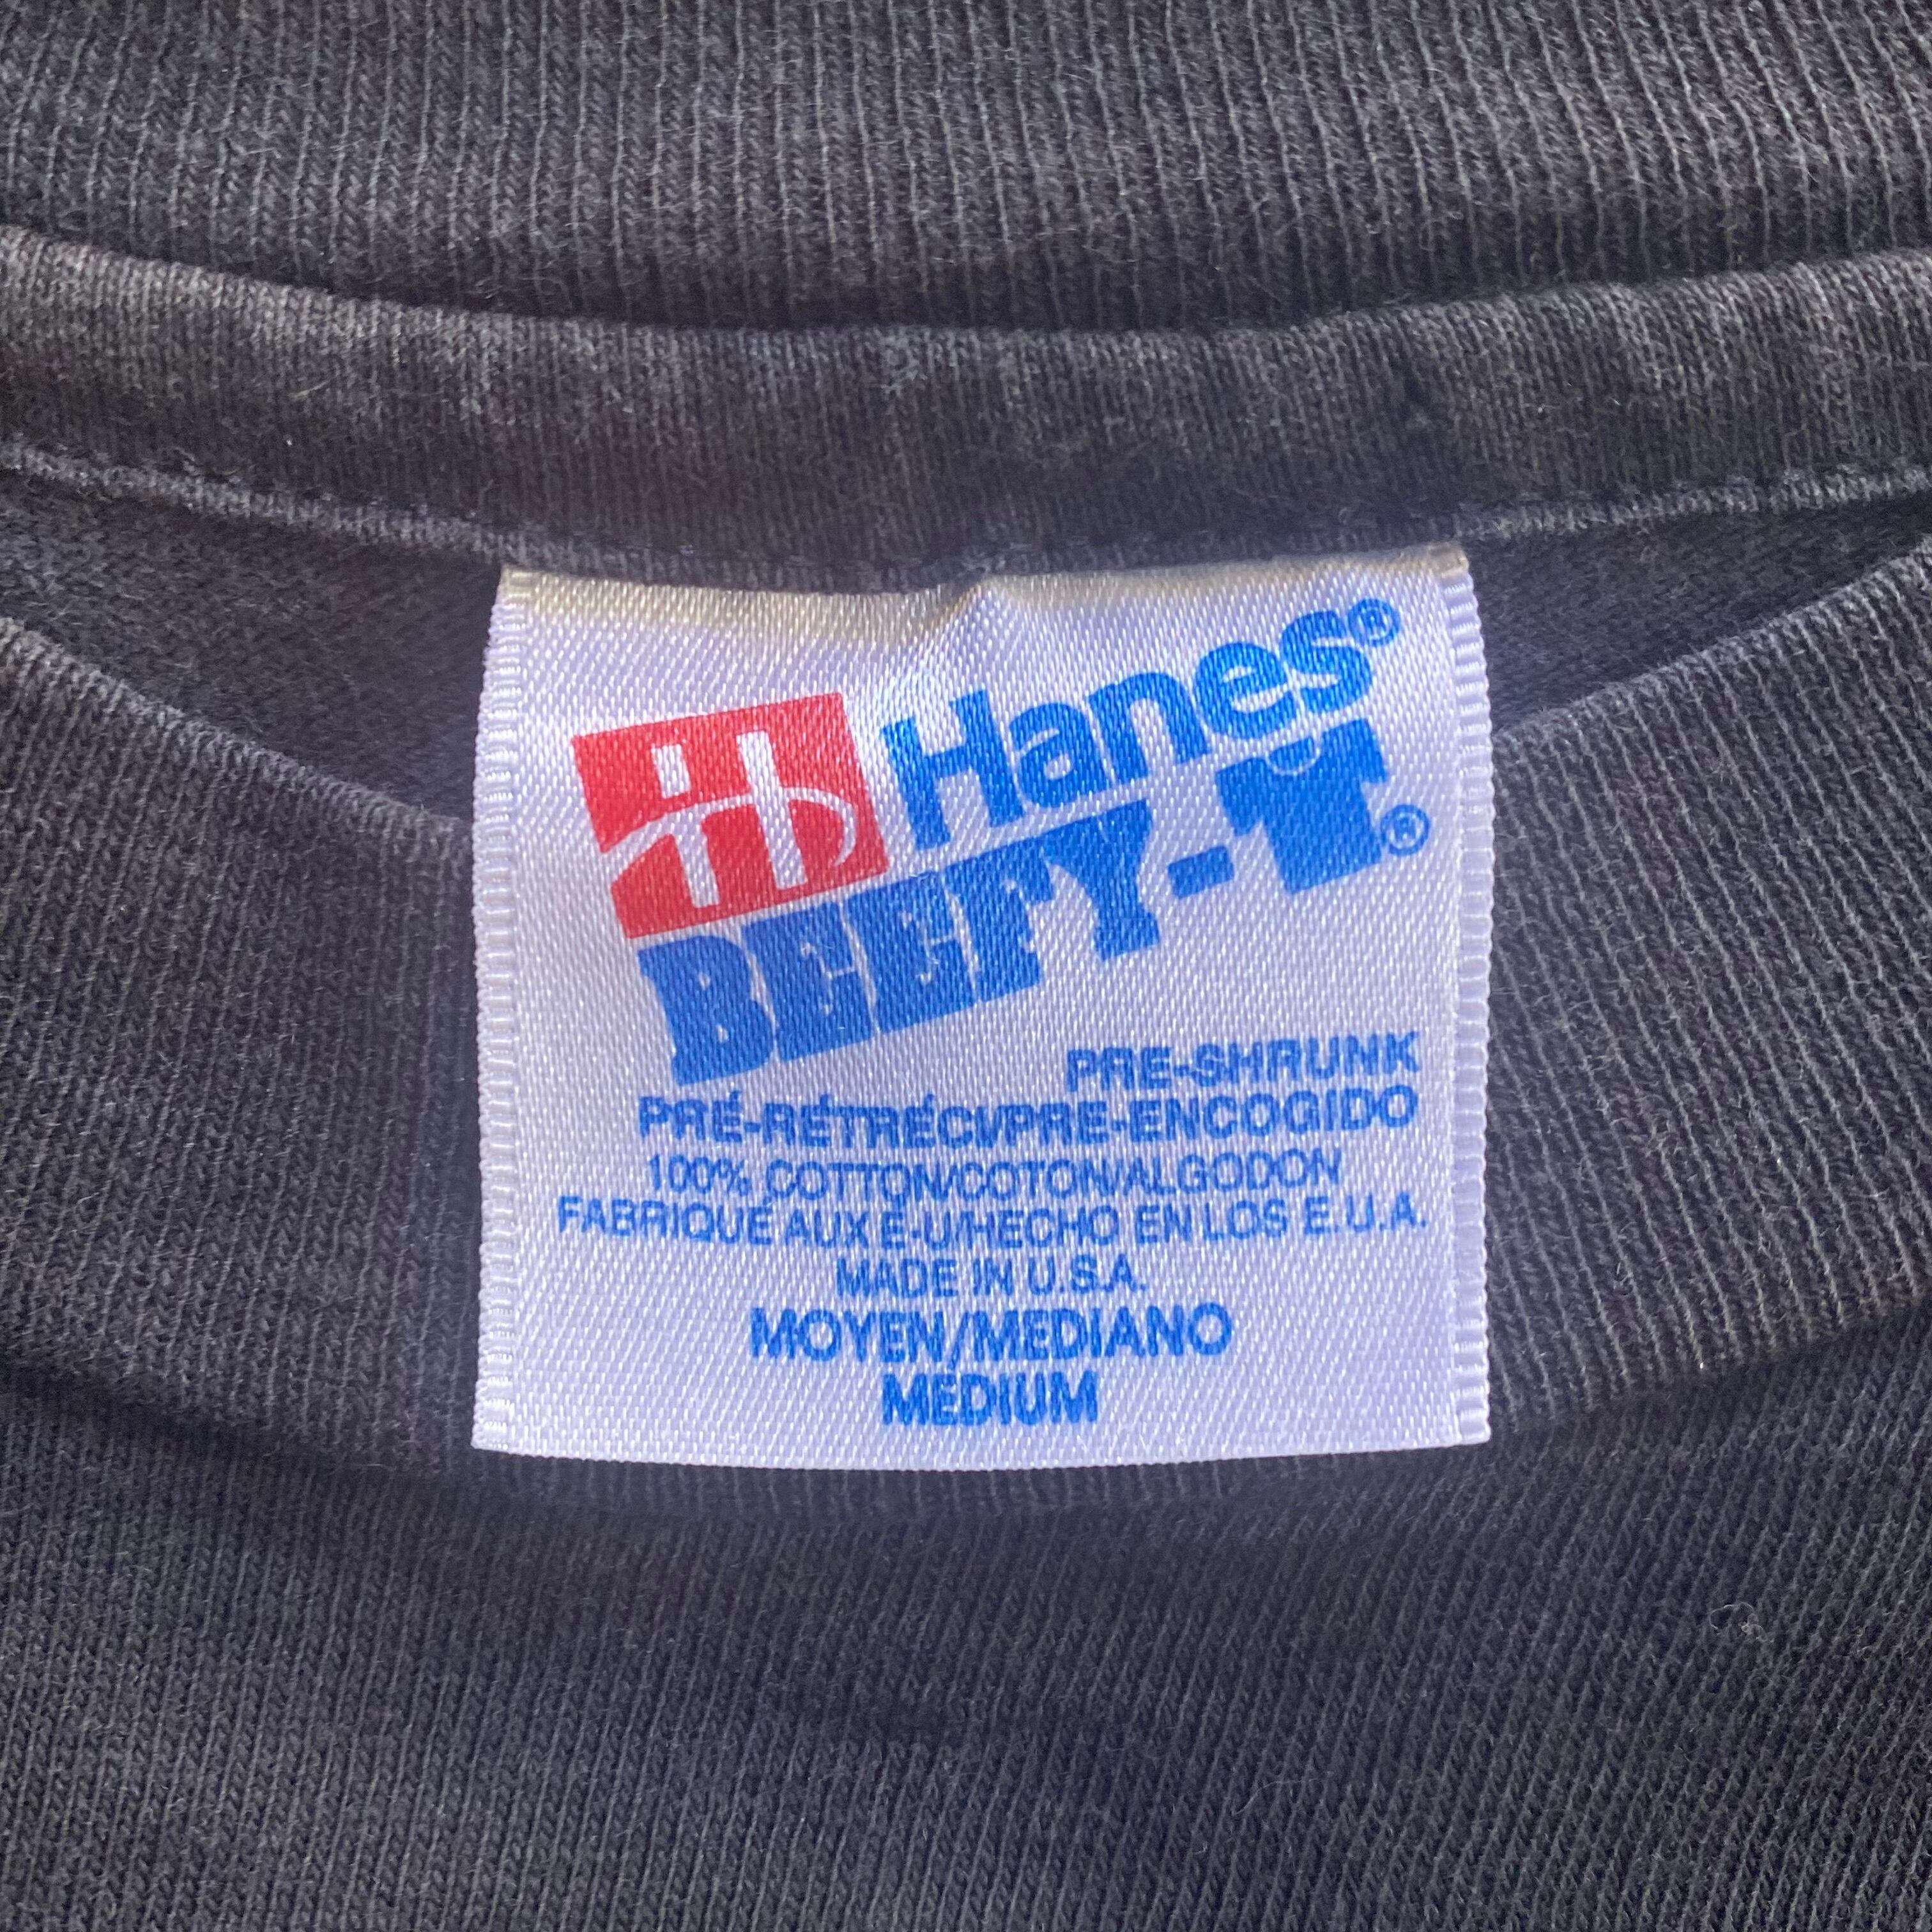 Hanes®
BEEFY-T®
PRE-SHRUNK
PRÉ-RÉTRÉCI/PRE-ENCOGIDO
100% COTTON/COTON/ALGODON
FABRIQUÉ AUX É-U/HECHO EN LOS E.U.A.
MADE IN U.S.A.
MOYEN/MEDIANO
MEDIUM